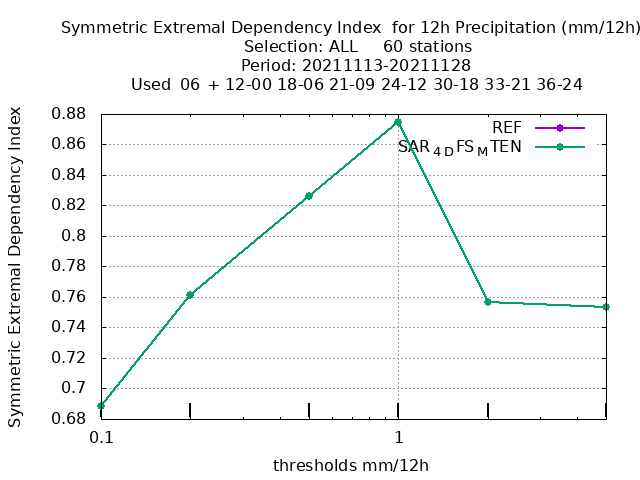 Symmetric Extremal Dependency Index  for 12h Precipitation (mm/12h)
Selection: ALL     60 stations
Period: 20211113-20211128
Used  06 + 12-00 18-06 21-09 24-12 30-18 33-21 36-24
Symmetric Extremal Dependency Index
0.88
0.86
0.84
0.82
0.8
0.78
0.76
0.74
0.72
0.7
0.68
REF
SAR4DFSMTEN
0.1
1
thresholds mm/12h